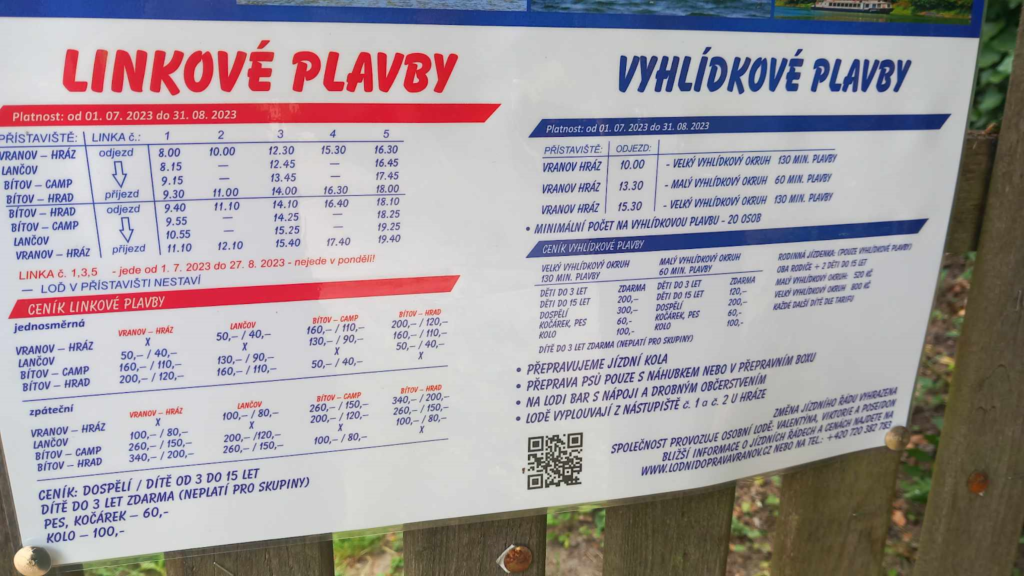 LINKOVÉ PLAVBY
Platnost: od 01. 07. 2023 do 31. 08. 2023
PŘÍSTAVIŠTĚ: LINKA č.: 1 2 3 4 5
VRANOV – HRÁZ odjezd 8.00 10.00 12.30 15.30 16.30
LANČOV 8.15 — 12.45 — 16.45
BÍTOV – CAMP 9.15 — 13.45 — 17.45
BÍTOV – HRAD příjezd 9.30 11.00 14.00 16.30 18.00
BÍTOV – HRAD odjezd 9.40 11.10 14.10 16.40 18.10
BÍTOV – CAMP 9.55 — 14.25 — 18.25
LANČOV 10.55 — 15.25 — 19.25
VRANOV – HRÁZ příjezd 11.10 12.10 15.40 17.40 19.40
LINKA č. 1,3,5 - jede od 1. 7. 2023 do 27. 8. 2023 - nejede v pondělí!
— LOĎ V PŘÍSTAVIŠTI NESTAVÍ
CENÍK LINKOVÉ PLAVBY
jednosměrná VRANOV – HRÁZ LANČOV BÍTOV – CAMP BÍTOV – HRAD
VRANOV – HRÁZ X 50,– / 40,– 160,– / 110,– 200,– / 120,–
LANČOV 50,– / 40,– X 130,– / 90,– 160,– / 110,–
BÍTOV – CAMP 160,– / 110,– 130,– / 90,– X 50,– / 40,–
BÍTOV – HRAD 200,– / 120,– 160,– / 110,– 50,– / 40,– X
zpáteční VRANOV – HRÁZ LANČOV BÍTOV – CAMP BÍTOV – HRAD
VRANOV – HRÁZ X 100,– / 80,– 260,– / 150,– 340,– / 200,–
LANČOV 100,– / 80,– X 200,– / 120,– 260,– / 150,–
BÍTOV – CAMP 260,– / 150,– 200,– /120,– X 100,– / 80,–
BÍTOV – HRAD 340,– / 200,– 260,– / 150,– 100,– / 80,– X
CENÍK: DOSPĚLÍ / DÍTĚ OD 3 DO 15 LET
DÍTĚ DO 3 LET ZDARMA (NEPLATÍ PRO SKUPINY)
PES, KOČÁREK – 60,–
KOLO – 100,-
VYHLÍDKOVÉ PLAVBY
Platnost: od 01. 07. 2023 do 31. 08. 2023
PŘÍSTAVIŠTĚ: ODJEZD:
VRANOV HRÁZ 10.00 - VELKÝ VYHLÍDKOVÝ OKRUH 130 MIN. PLAVBY
VRANOV HRÁZ 13.30 - MALÝ VYHLÍDKOVÝ OKRUH 60 MIN. PLAVBY
VRANOV HRÁZ 15.30 - VELKÝ VYHLÍDKOVÝ OKRUH 130 MIN. PLAVBY
• MINIMÁLNÍ POČET NA VYHLÍDKOVOU PLAVBU - 20 OSOB
CENÍK VYHLÍDKOVÉ PLAVBY
VELKÝ VYHLÍDKOVÝ OKRUH
130 MIN. PLAVBY
DĚTI DO 3 LET ZDARMA
DĚTI DO 15 LET 200,–
DOSPĚLÍ 300,–
KOČÁREK, PES 60,–
KOLO 100,–
MALÝ VYHLÍDKOVÝ OKRUH
60 MIN. PLAVBY
DĚTI DO 3 LET ZDARMA
DĚTI DO 15 LET 120,–
DOSPĚLÍ 200,–
KOČÁREK, PES 60,–
KOLO 100,–
RODINNÁ JÍZDENKA: (POUZE VYHLÍDKOVÉ PLAVBY)
OBA RODIČE + 2 DĚTI DO 15 LET
MALÝ VYHLÍDKOVÝ OKRUH: 520 KČ
VELKÝ VYHLÍDKOVÝ OKRUH: 800 KČ
KAŽDÉ DALŠÍ DÍTĚ DLE TARIFU
DÍTĚ DO 3 LET ZDARMA (NEPLATÍ PRO SKUPINY)
• PŘEPRAVUJEME JÍZDNÍ KOLA
• PŘEPRAVA PSŮ POUZE S NÁHUBKEM NEBO V PŘEPRAVNÍM BOXU
• NA LODI BAR S NÁPOJI A DROBNÝM OBČERSTVENÍM
• LODĚ VYPLOUVAJÍ Z NÁSTUPIŠTĚ č. 1 a č. 2 U HRÁZE
ZMĚNA JÍZDNÍHO ŘÁDU VYHRAZENA
SPOLEČNOST PROVOZUJE OSOBNÍ LODĚ: VALENTÝNA, VIKTORIE A POSEIDON
BLIŽŠÍ INFORMACE O JÍZDNÍCH ŘÁDECH A CENÁCH NAJDETE NA
WWW.LODNIDOPRAVAVRANOV.CZ NEBO NA TEL.: +420 720 382 783